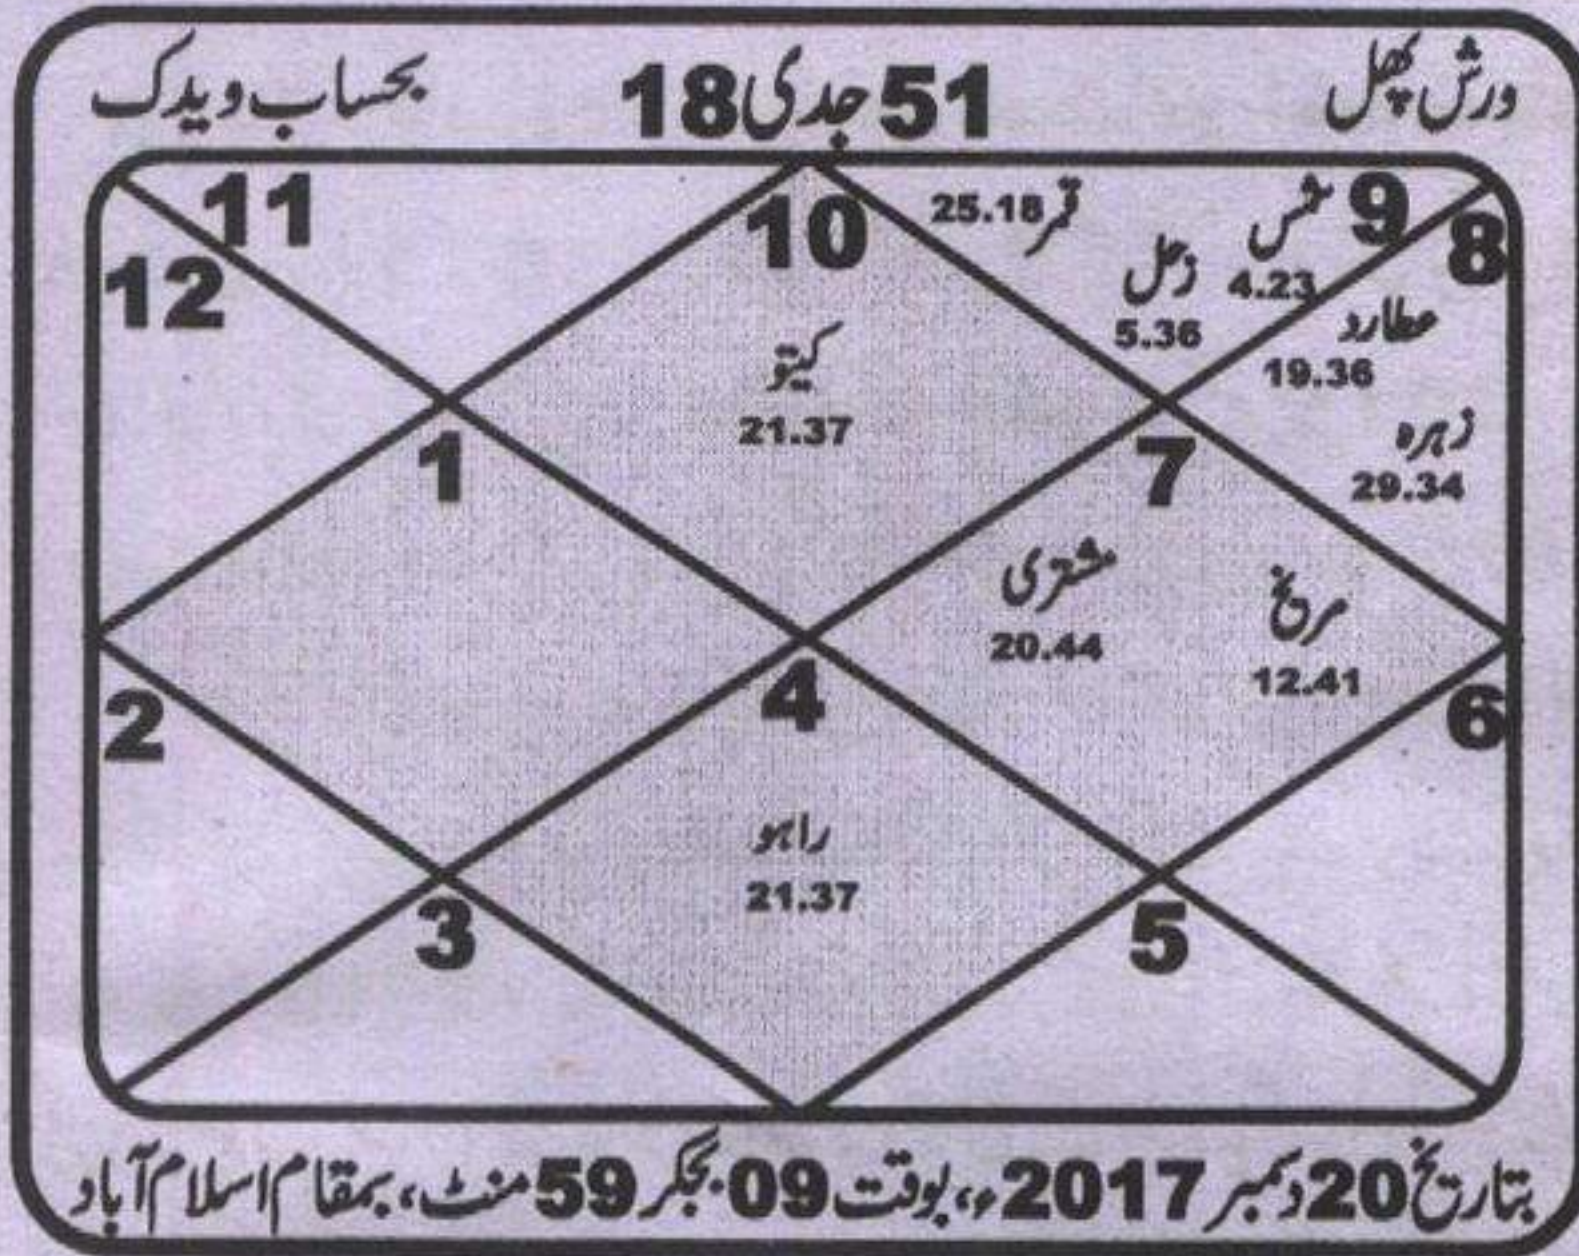 ورش پھل
51 جدی 18
بحساب ویدک
11
12
10
قمر 25.18
شمس 4.23
زحل 5.36
9
8
عطارد 19.36
زہرہ 29.34
کیتو 21.37
1
7
مشتری 20.44
مریخ 12.41
2
4
6
راہو 21.37
3
5
بتاریخ 20 دسمبر 2017ء، بوقت 09 بجکر 59 منٹ، بمقام اسلام آباد